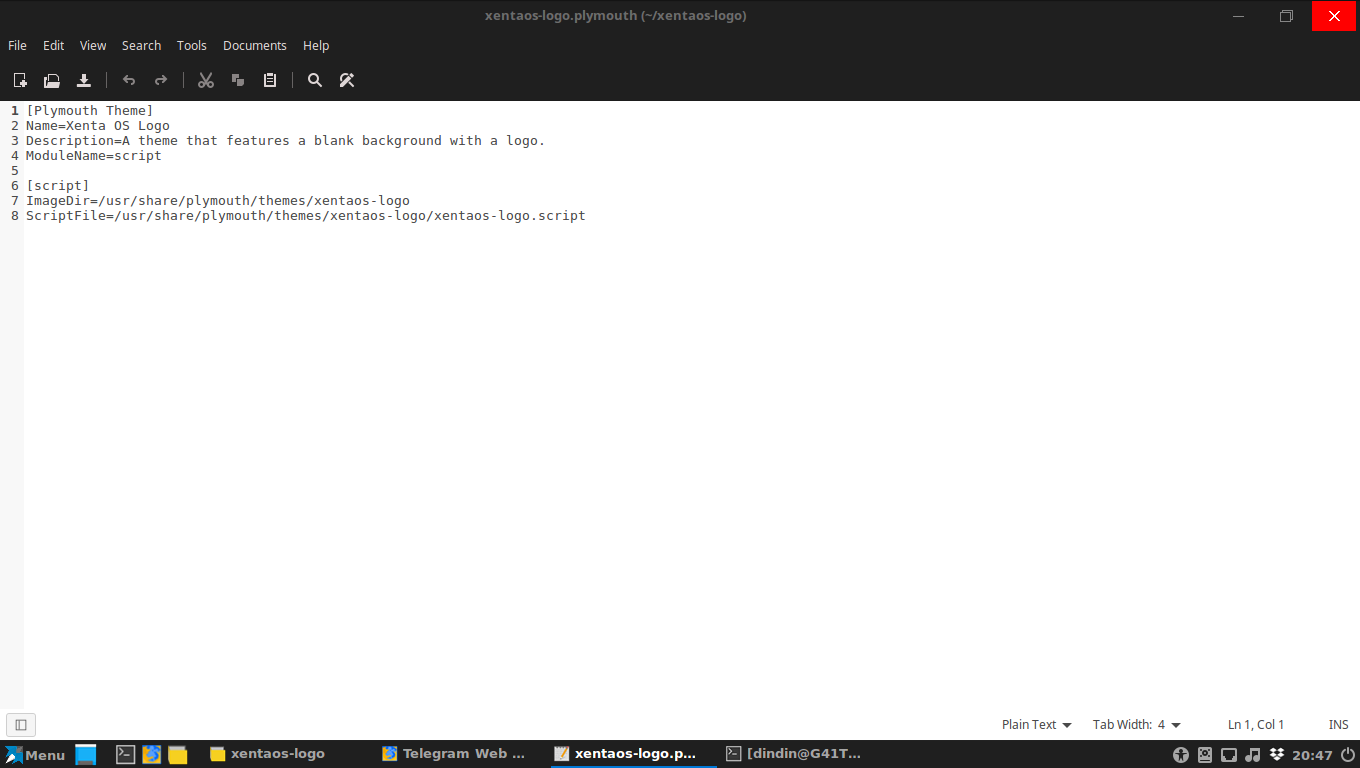 xentaos-logo.plymouth (~/xentaos-logo)
File Edit View Search Tools Documents Help
1 [Plymouth Theme]
2 Name=Xenta OS Logo
3 Description=A theme that features a blank background with a logo.
4 ModuleName=script
5
6 [script]
7 ImageDir=/usr/share/plymouth/themes/xentaos-logo
8 ScriptFile=/usr/share/plymouth/themes/xentaos-logo/xentaos-logo.script
Plain Text Tab Width: 4 Ln 1, Col 1 INS
Menu xentaos-logo Telegram Web ... xentaos-logo.p... [dindin@G41T... 20:47